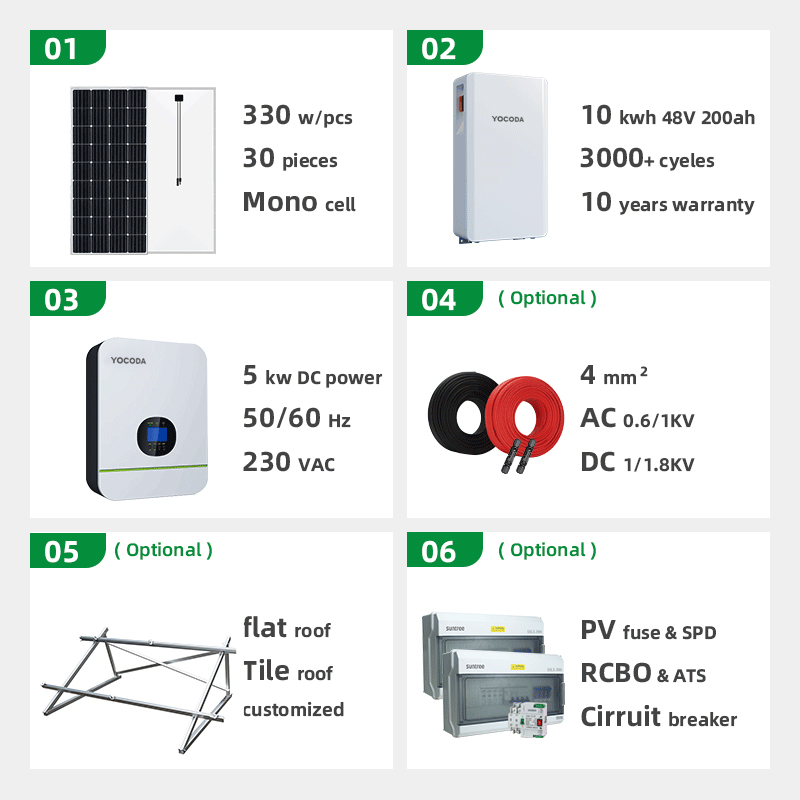 01
330 w/pcs
30 pieces
Mono cell
02
YOCODA
10 kwh 48V 200ah
3000+ cyeles
10 years warranty
03
YOCODA
5 kw DC power
50/60 Hz
230 VAC
04
( Optional )
4 mm²
AC 0.6/1KV
DC 1/1.8KV
05
( Optional )
flat roof
Tile roof
customized
06
( Optional )
suntree
suntree
PV fuse & SPD
RCBO & ATS
Cirruit breaker